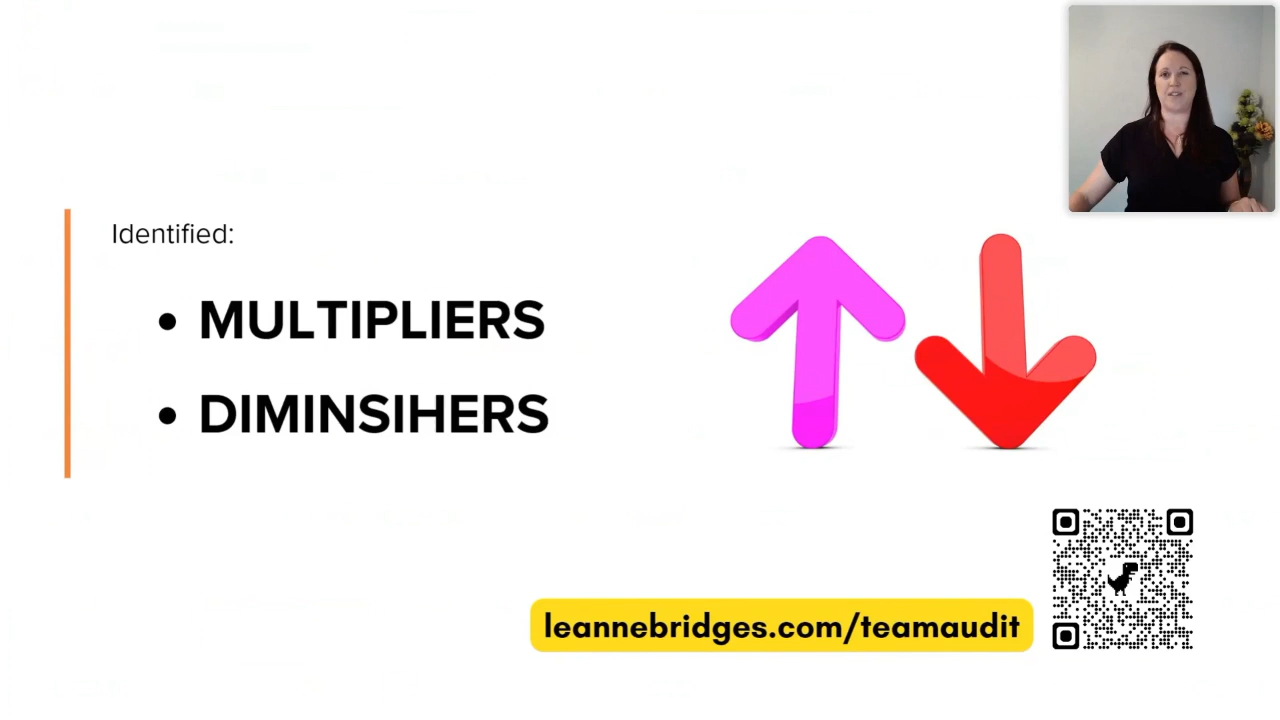 Identified:
• MULTIPLIERS
• DIMINSIHERS
leannebridges.com/teamaudit